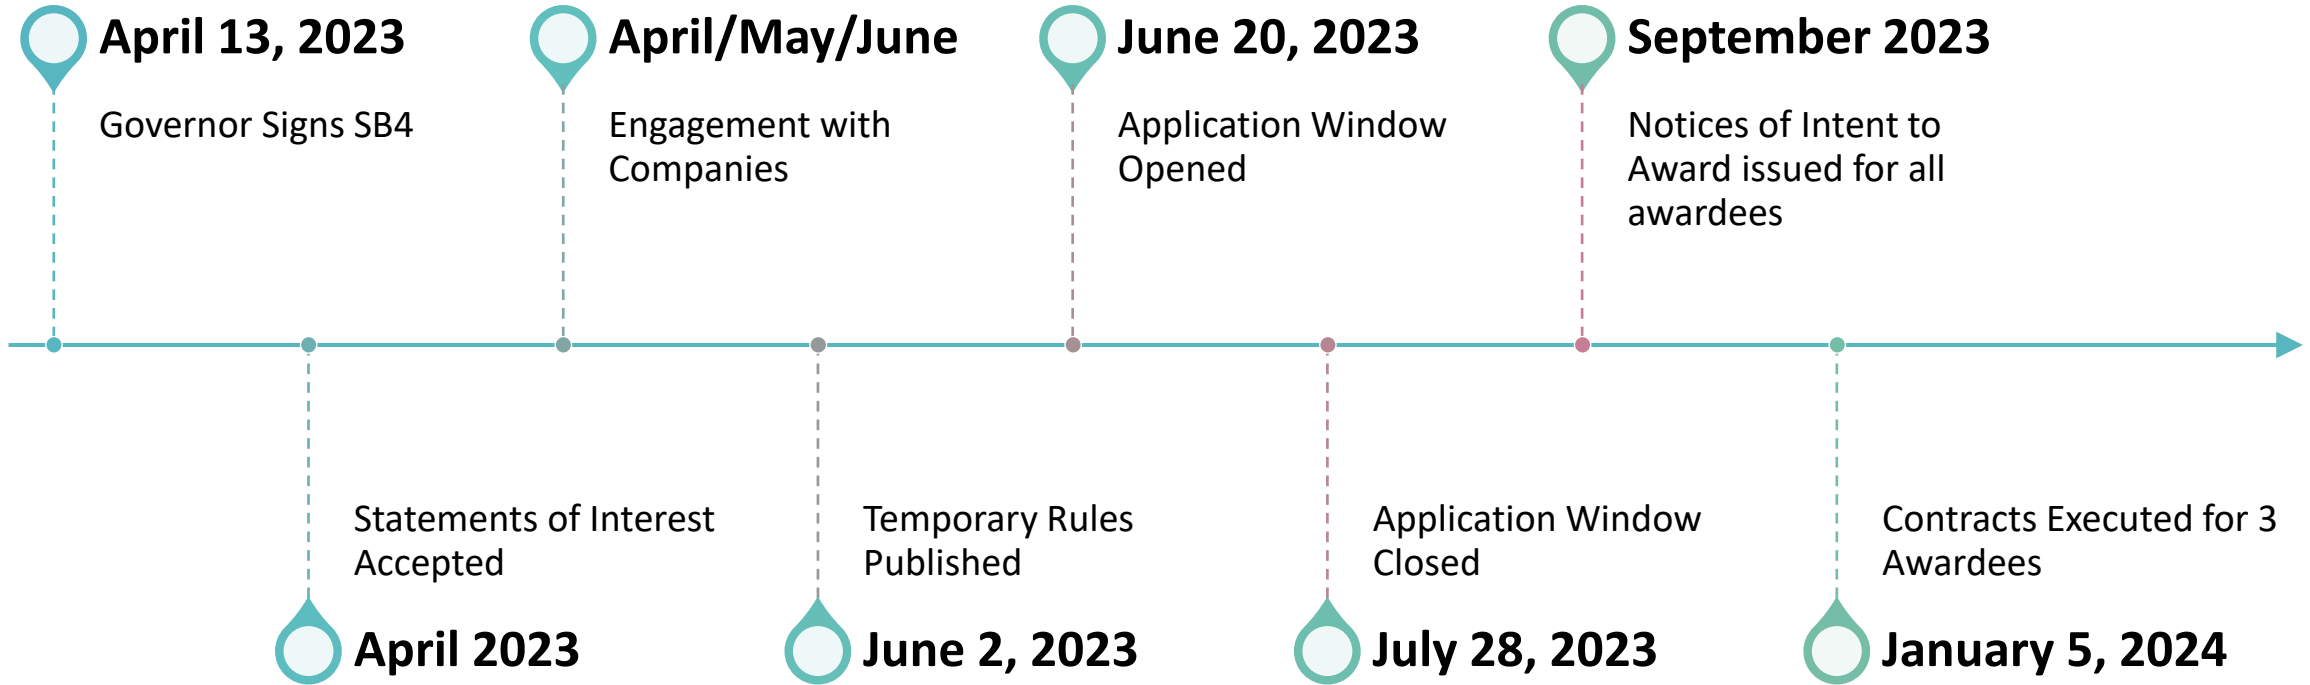 April 13, 2023
Governor Signs SB4
April 2023
Statements of Interest
Accepted
April/May/June
Engagement with
Companies
June 2, 2023
Temporary Rules
Published
June 20, 2023
Application Window
Opened
July 28, 2023
Application Window
Closed
September 2023
Notices of Intent to
Award issued for all
awardees
January 5, 2024
Contracts Executed for 3
Awardees